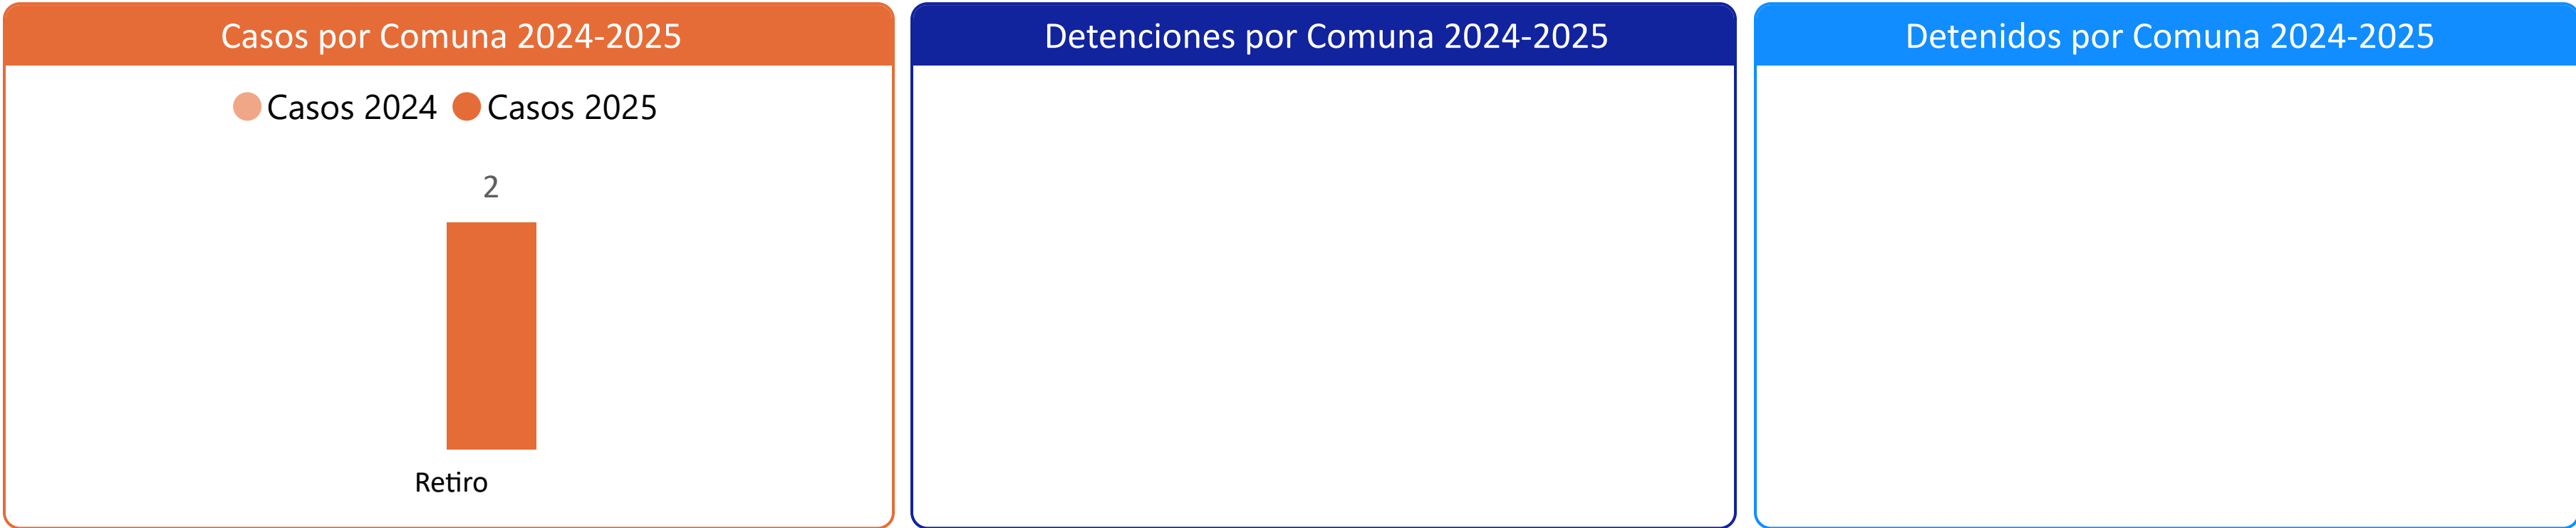 Casos por Comuna 2024-2025
Casos 2024 Casos 2025
2
Retiro
Detenciones por Comuna 2024-2025
Detenidos por Comuna 2024-2025